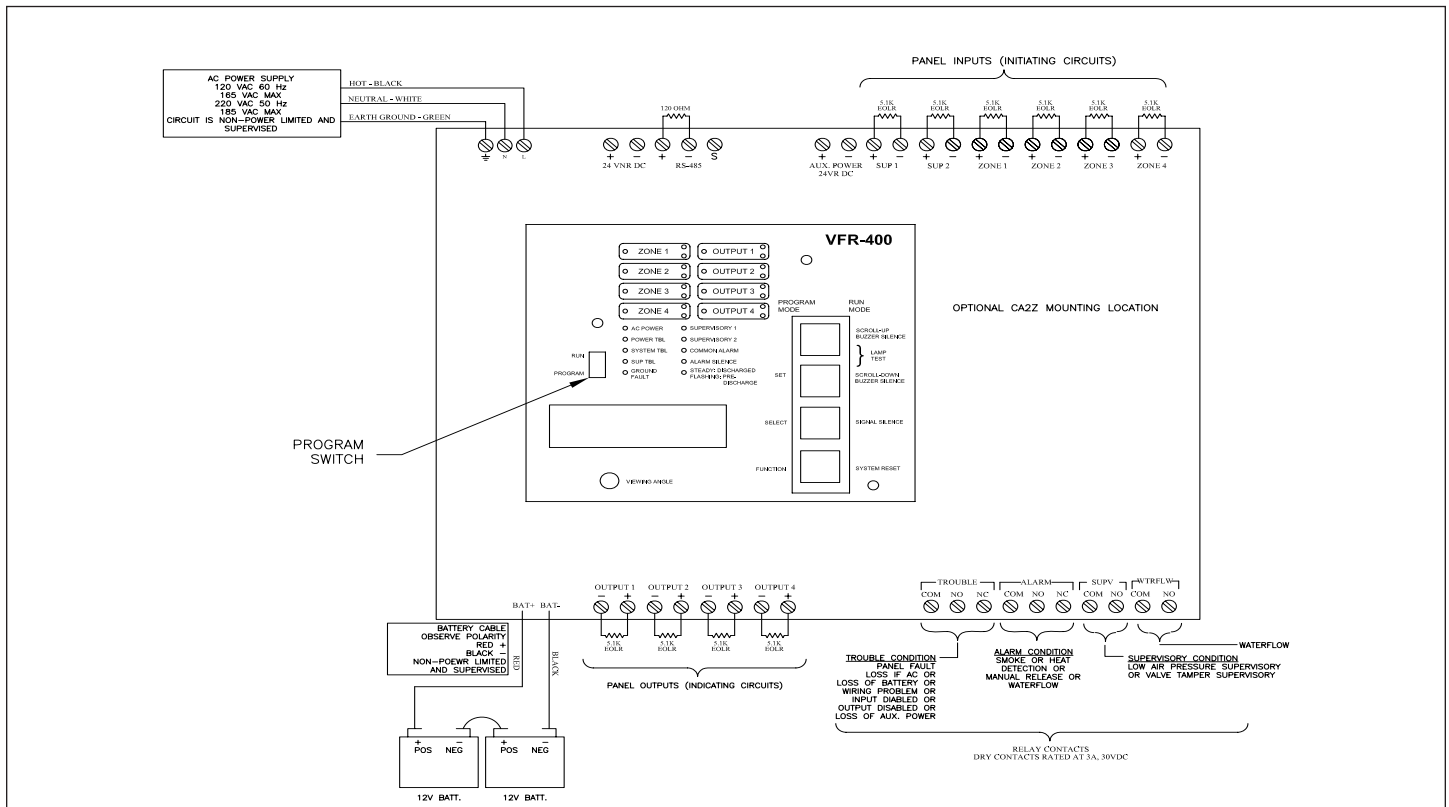 PANEL INPUTS (INITIATING CIRCUITS)
AC POWER SUPPLY
120 VAC 60 Hz
165 VAC MAX
220 VAC 50 Hz
185 VAC MAX
CIRCUIT IS NON-POWER LIMITED AND
SUPERVISED
HOT - BLACK
NEUTRAL - WHITE
EARTH GROUND - GREEN
120 OHM
5.1K
EOLR
5.1K
EOLR
5.1K
EOLR
5.1K
EOLR
5.1K
EOLR
5.1K
EOLR
N L
+ - + - S
24 VNR DC RS-485
+ - + - + - + - + - + - + -
AUX. POWER
24VR DC
SUP 1 SUP 2 ZONE 1 ZONE 2 ZONE 3 ZONE 4
VFR-400
ZONE 1 OUTPUT 1
ZONE 2 OUTPUT 2
ZONE 3 OUTPUT 3
ZONE 4 OUTPUT 4
AC POWER SUPERVISORY 1
POWER TBL SUPERVISORY 2
SYSTEM TBL COMMON ALARM
SUP TBL ALARM SILENCE
GROUND
FAULT
STEADY: DISCHARGED
FLASHING: PRE-
DISCHARGE
RUN
PROGRAM
PROGRAM
MODE
RUN
MODE
SCROLL-UP
BUZZER SILENCE
LAMP
TEST
SET
SCROLL-DOWN
BUZZER SILENCE
SELECT
SIGNAL SILENCE
FUNCTION
SYSTEM RESET
VIEWING ANGLE
OPTIONAL CA2Z MOUNTING LOCATION
PROGRAM
SWITCH
BAT+ BAT-
OUTPUT 1 OUTPUT 2 OUTPUT 3 OUTPUT 4
- + - + - + - +
5.1K
EOLR
5.1K
EOLR
5.1K
EOLR
5.1K
EOLR
PANEL OUTPUTS (INDICATING CIRCUITS)
TROUBLE ALARM SUPV WTRFLW
COM NO NC COM NO NC COM NO COM NO
BATTERY CABLE
OBSERVE POLARITY
RED +
BLACK -
NON-POEWR LIMITED
AND SUPERVISED
RED
BLACK
+ - + -
POS NEG POS NEG
12V BATT. 12V BATT.
TROUBLE CONDITION
PANEL FAULT
LOSS IF AC OR
LOSS OF BATTERY OR
WIRING PROBLEM OR
INPUT DIABLED OR
OUTPUT DISABLED OR
LOSS OF AUX. POWER
ALARM CONDITION
SMOKE OR HEAT
DETECTION OR
MANUAL RELEASE OR
WATERFLOW
WATERFLOW
SUPERVISORY CONDITION
LOW AIR PRESSURE SUPERVISORY
OR VALVE TAMPER SUPERVISORY
RELAY CONTACTS
DRY CONTACTS RATED AT 3A, 30VDC